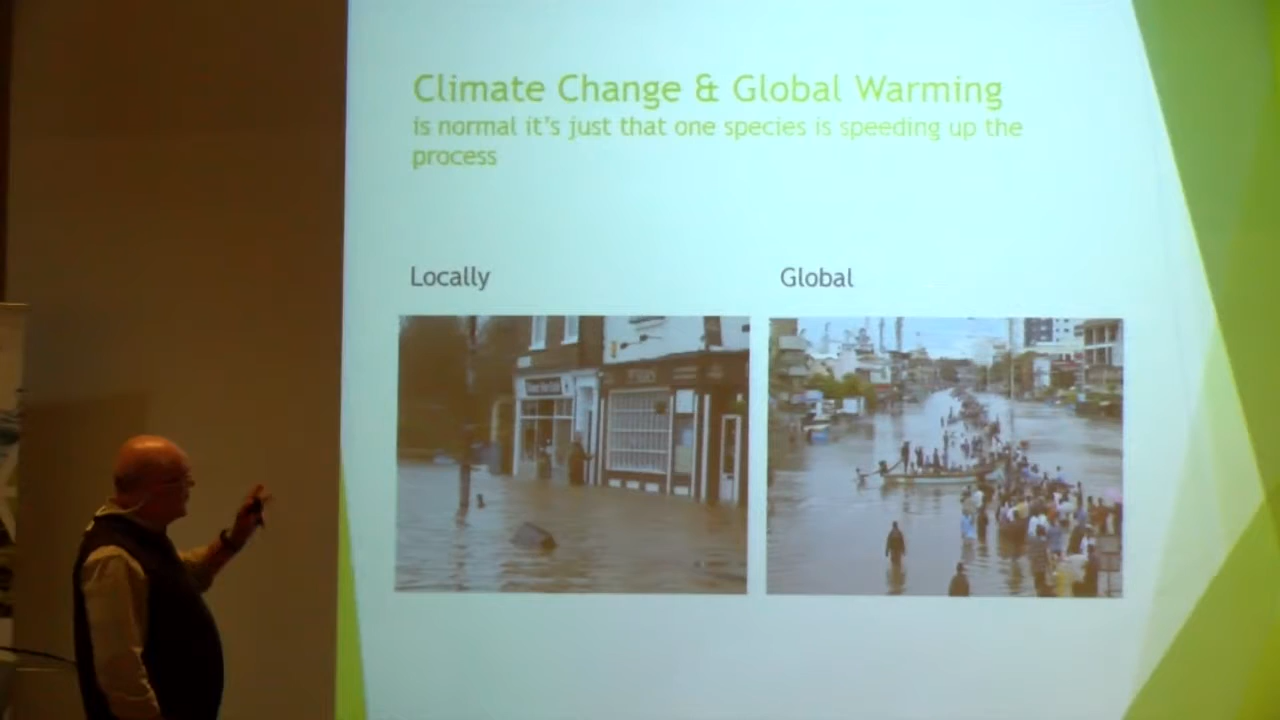 Climate Change & Global Warming
is normal it's just that one species is speeding up the
process
Locally
Global